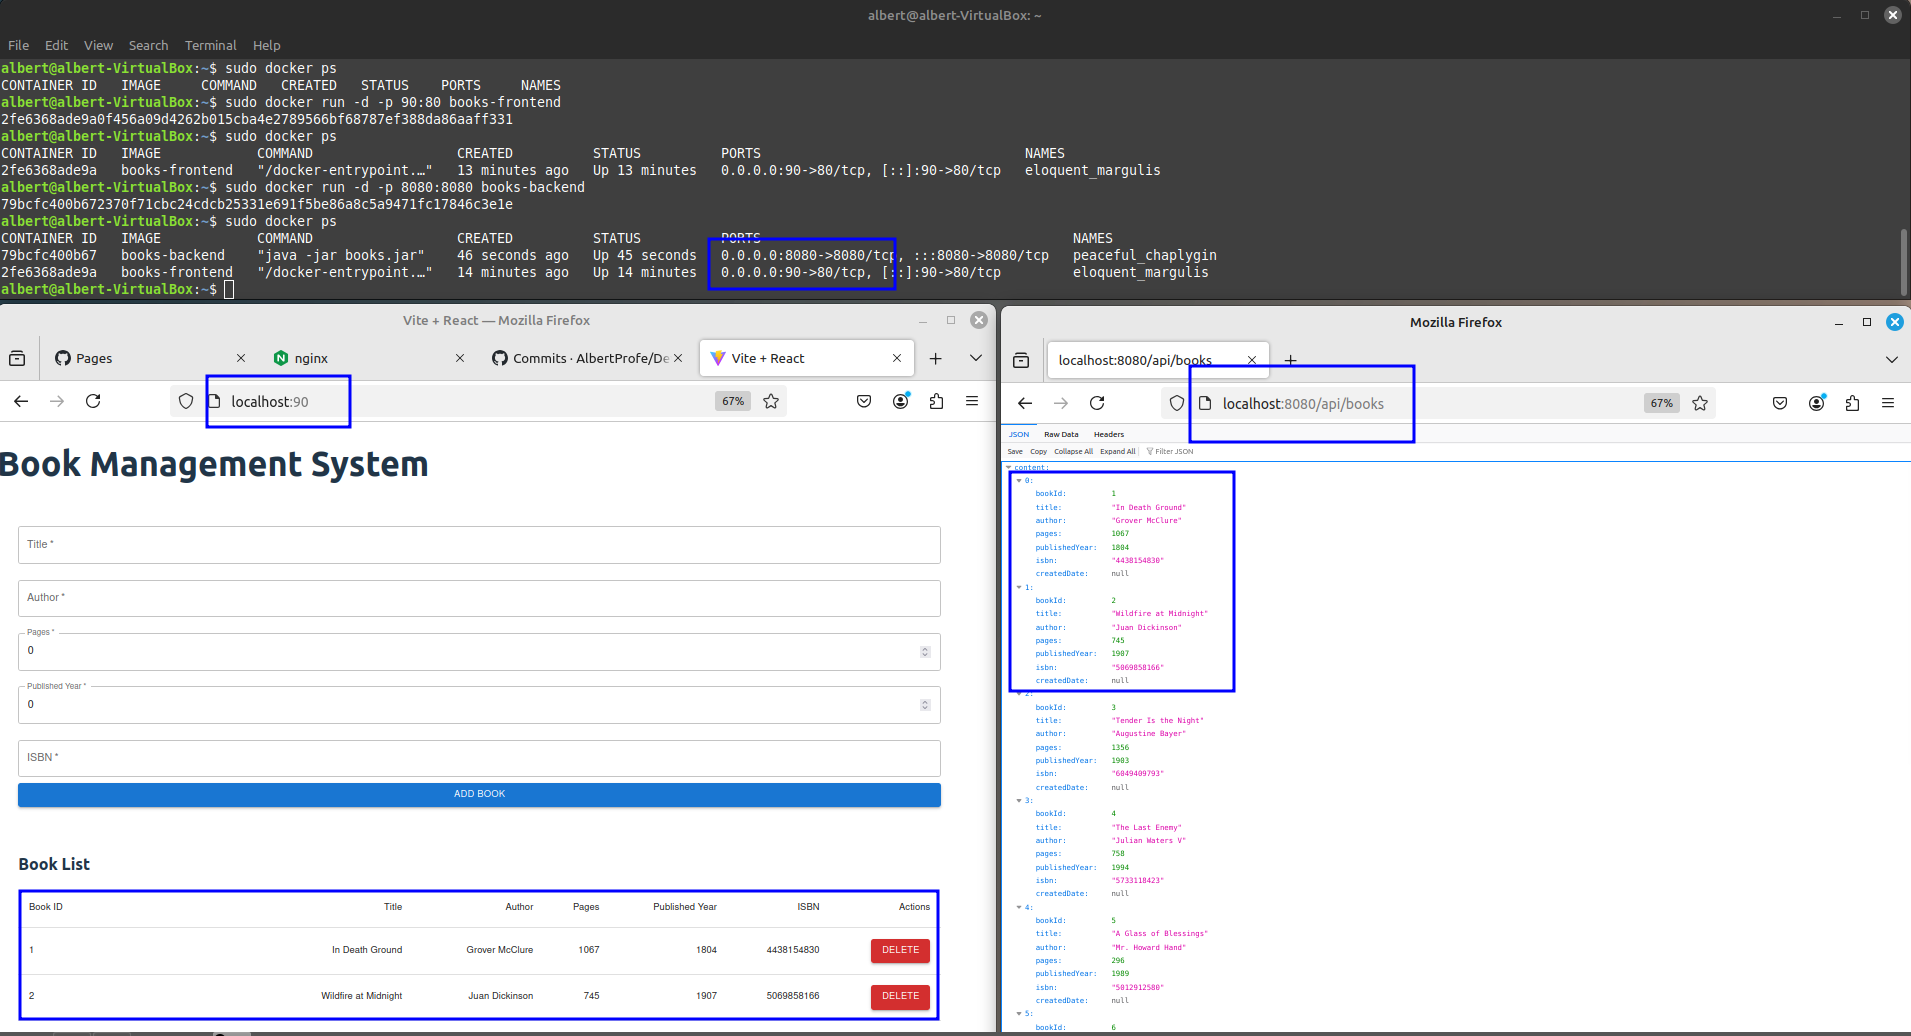 albert@albert-VirtualBox: ~
File Edit View Search Terminal Help
albert@albert-VirtualBox:~$ sudo docker ps
CONTAINER ID   IMAGE     COMMAND   CREATED   STATUS    PORTS     NAMES
albert@albert-VirtualBox:~$ sudo docker run -d -p 90:80 books-frontend
2fe6368ade9a0f456a09d4262b015cba4e2789566bf68787ef388da86aaff331
albert@albert-VirtualBox:~$ sudo docker ps
CONTAINER ID   IMAGE            COMMAND                  CREATED          STATUS          PORTS                                 NAMES
2fe6368ade9a   books-frontend   "/docker-entrypoint.…"   13 minutes ago   Up 13 minutes   0.0.0.0:90->80/tcp, [::]:90->80/tcp   eloquent_margulis
albert@albert-VirtualBox:~$ sudo docker run -d -p 8080:8080 books-backend
79bcfc400b672370f71cbc24cdcb25331e691f5be86a8c5a9471fc17846c3e1e
albert@albert-VirtualBox:~$ sudo docker ps
CONTAINER ID   IMAGE            COMMAND                  CREATED          STATUS          PORTS                                       NAMES
79bcfc400b67   books-backend    "java -jar books.jar"    46 seconds ago   Up 45 seconds   0.0.0.0:8080->8080/tcp, :::8080->8080/tcp   peaceful_chaplygin
2fe6368ade9a   books-frontend   "/docker-entrypoint.…"   14 minutes ago   Up 14 minutes   0.0.0.0:90->80/tcp, [::]:90->80/tcp         eloquent_margulis
albert@albert-VirtualBox:~$
Vite + React — Mozilla Firefox
Pages
nginx
Commits · AlbertProfe/De
Vite + React
localhost:90
67%
Book Management System
Title *
Author *
Pages *
0
Published Year *
0
ISBN *
ADD BOOK
Book List
Book ID Title Author Pages Published Year ISBN Actions
1 In Death Ground Grover McClure 1067 1804 4438154830 DELETE
2 Wildfire at Midnight Juan Dickinson 745 1907 5069858166 DELETE
Mozilla Firefox
localhost:8080/api/books
localhost:8080/api/books
67%
JSON Raw Data Headers
Save Copy Collapse All Expand All Filter JSON
content:
0:
bookId: 1
title: "In Death Ground"
author: "Grover McClure"
pages: 1067
publishedYear: 1804
isbn: "4438154830"
createdDate: null
1:
bookId: 2
title: "Wildfire at Midnight"
author: "Juan Dickinson"
pages: 745
publishedYear: 1907
isbn: "5069858166"
createdDate: null
2:
bookId: 3
title: "Tender Is the Night"
author: "Augustine Bayer"
pages: 1356
publishedYear: 1903
isbn: "6049409793"
createdDate: null
3:
bookId: 4
title: "The Last Enemy"
author: "Julian Waters V"
pages: 758
publishedYear: 1994
isbn: "5733118423"
createdDate: null
4:
bookId: 5
title: "A Glass of Blessings"
author: "Mr. Howard Hand"
pages: 296
publishedYear: 1989
isbn: "5012912580"
createdDate: null
5:
bookId: 6